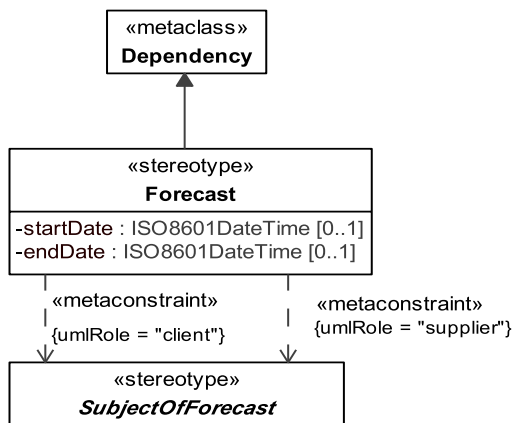 «metaclass»
Dependency
«stereotype»
Forecast
-startDate : ISO8601DateTime [0..1]
-endDate : ISO8601DateTime [0..1]
«metaconstraint»
{umlRole = "client"}
«metaconstraint»
{umlRole = "supplier"}
«stereotype»
SubjectOfForecast